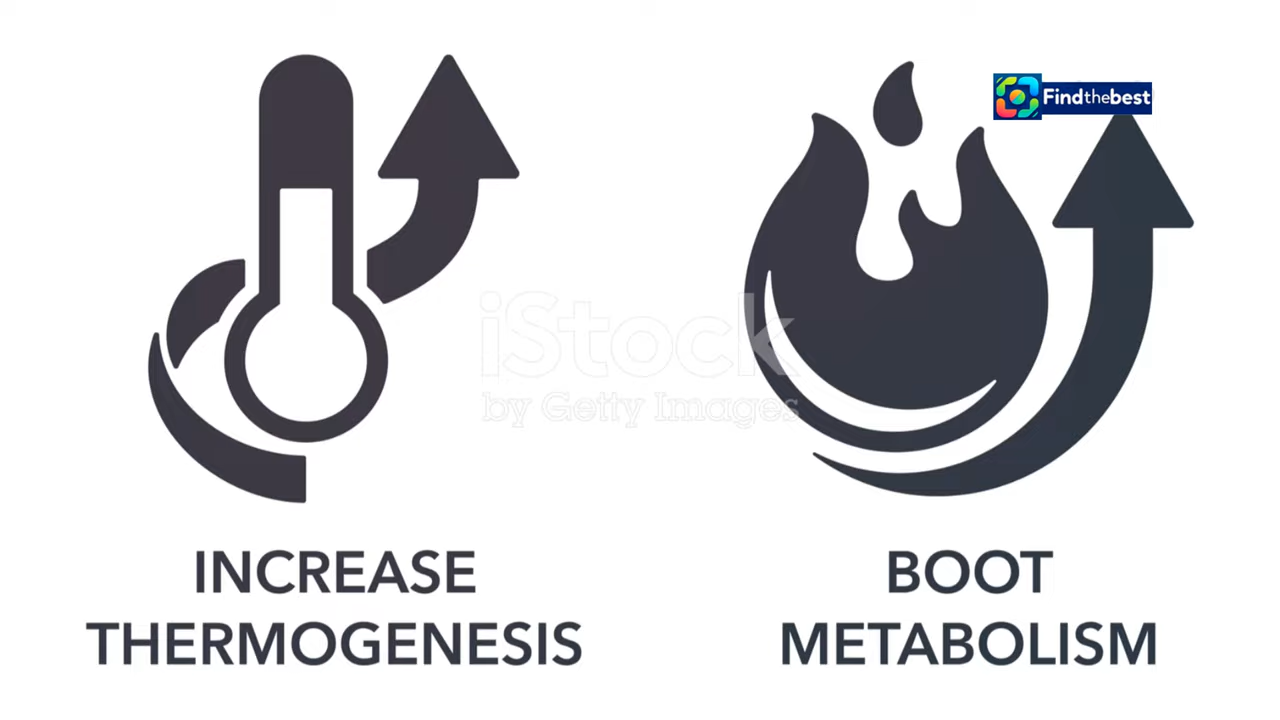 Findthebest
iStock
by Getty Images
INCREASE
THERMOGENESIS
BOOT
METABOLISM